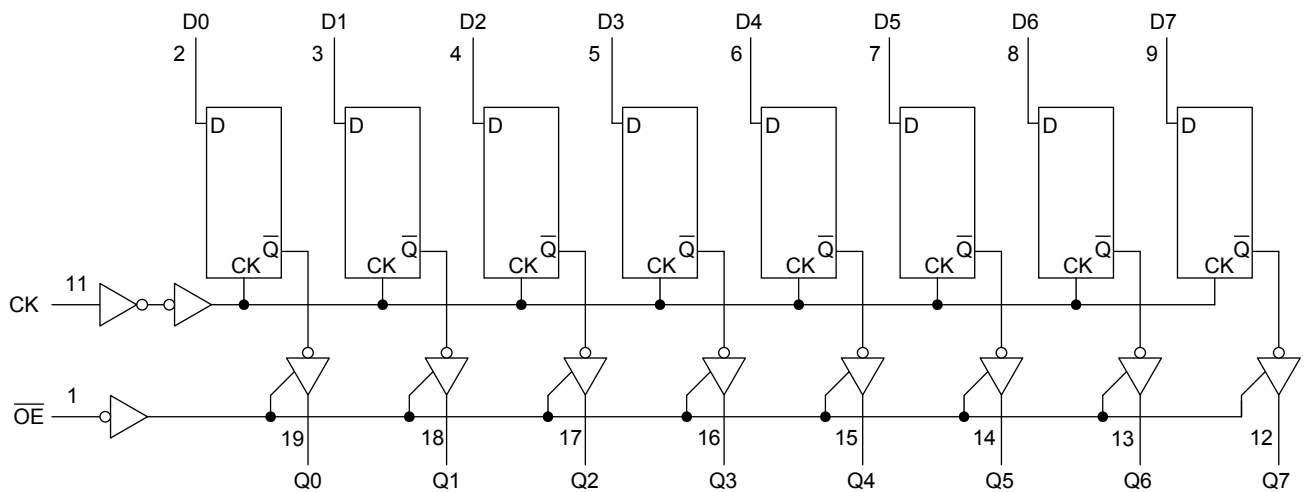 D0 D1 D2 D3 D4 D5 D6 D7
2 3 4 5 6 7 8 9
D D D D D D D D
Q̅ Q̅ Q̅ Q̅ Q̅ Q̅ Q̅ Q̅
CK CK CK CK CK CK CK CK
11
CK
1
O̅E̅
19 18 17 16 15 14 13 12
Q0 Q1 Q2 Q3 Q4 Q5 Q6 Q7